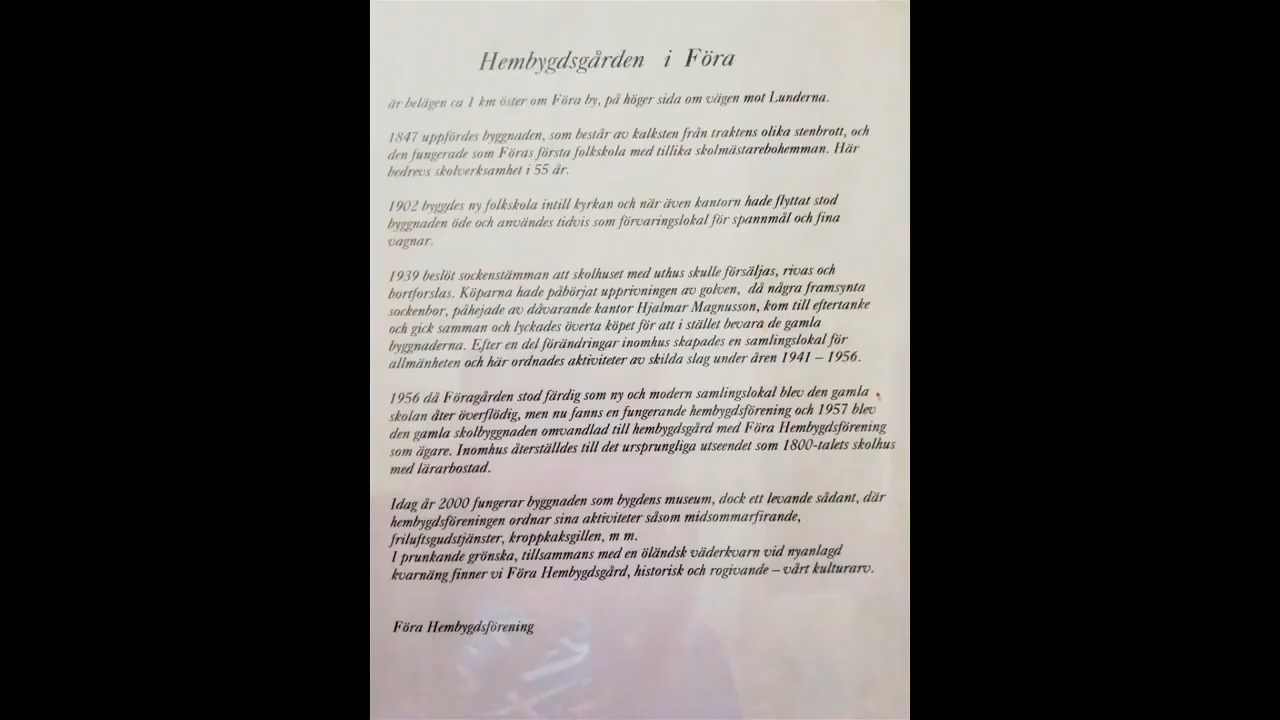 Hembygdsgården i Föra
är belägen ca 1 km öster om Föra by, på höger sida om vägen mot Lunderna.
1847 uppfördes byggnaden, som består av kalksten från traktens olika stenbrott, och
den fungerade som Föras första folkskola med tillika skolmästarebohemman. Här
bedrevs skolverksamhet i 55 år.
1902 byggdes ny folkskola intill kyrkan och när även kantorn hade flyttat stod
byggnaden öde och användes tidvis som förvaringslokal för spannmål och fina
vagnar.
1939 beslöt sockenstämman att skolhuset med uthus skulle försäljas, rivas och
bortforslas. Köparna hade påbörjat upprivningen av golven, då några framsynta
sockenbor, påhejade av dåvarande kantor Hjalmar Magnusson, kom till eftertanke
och gick samman och lyckades överta köpet för att i stället bevara de gamla
byggnaderna. Efter en del förändringar inomhus skapades en samlingslokal för
allmänheten och här ordnades aktiviteter av skilda slag under åren 1941 – 1956.
1956 då Föragården stod färdig som ny och modern samlingslokal blev den gamla
skolan åter överflödig, men nu fanns en fungerande hembygdsförening och 1957 blev
den gamla skolbyggnaden omvandlad till hembygdsgård med Föra Hembygdsförening
som ägare. Inomhus återställdes till det ursprungliga utseendet som 1800-talets skolhus
med lärarbostad.
Idag år 2000 fungerar byggnaden som bygdens museum, dock ett levande sådant, där
hembygdsföreningen ordnar sina aktiviteter såsom midsommarfirande,
friluftsgudstjänster, kroppkaksgillen, m m.
I prunkande grönska, tillsammans med en öländsk väderkvarn vid nyanlagd
kvarnäng finner vi Föra Hembygdsgård, historisk och rogivande – vårt kulturarv.
Föra Hembygdsförening